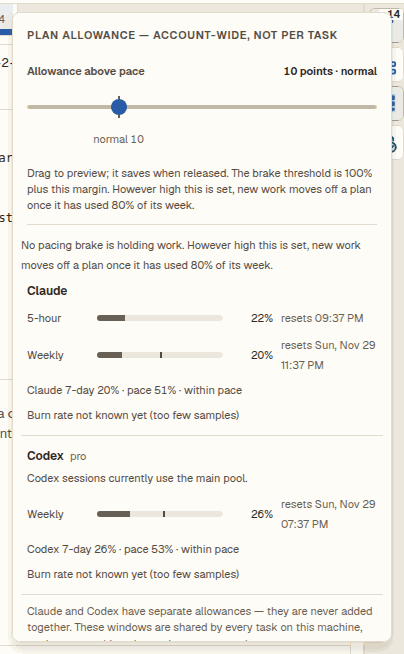 PLAN ALLOWANCE — ACCOUNT-WIDE, NOT PER TASK
Allowance above pace 10 points · normal
normal 10
Drag to preview; it saves when released. The brake threshold is 100%
plus this margin. However high this is set, new work moves off a plan
once it has used 80% of its week.
No pacing brake is holding work. However high this is set, new work
moves off a plan once it has used 80% of its week.
Claude
5-hour 22% resets 09:37 PM
Weekly 20% resets Sun, Nov 29
11:37 PM
Claude 7-day 20% · pace 51% · within pace
Burn rate not known yet (too few samples)
Codex pro
Codex sessions currently use the main pool.
Weekly 26% resets Sun, Nov 29
07:37 PM
Codex 7-day 26% · pace 53% · within pace
Burn rate not known yet (too few samples)
Claude and Codex have separate allowances — they are never added
together. These windows are shared by every task on this machine,
14